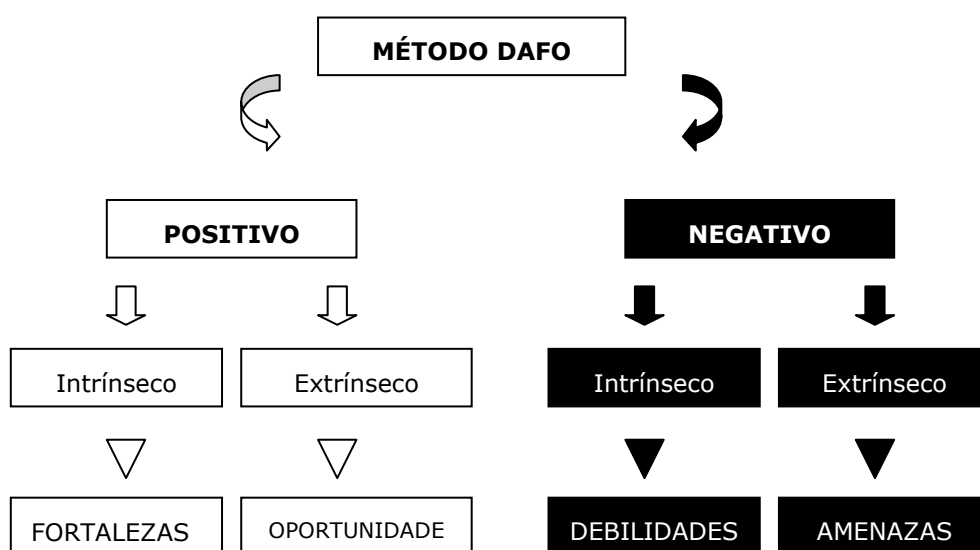 MÉTODO DAFO
POSITIVO
NEGATIVO
Intrínseco
Extrínseco
Intrínseco
Extrínseco
FORTALEZAS
OPORTUNIDADE
DEBILIDADES
AMENAZAS